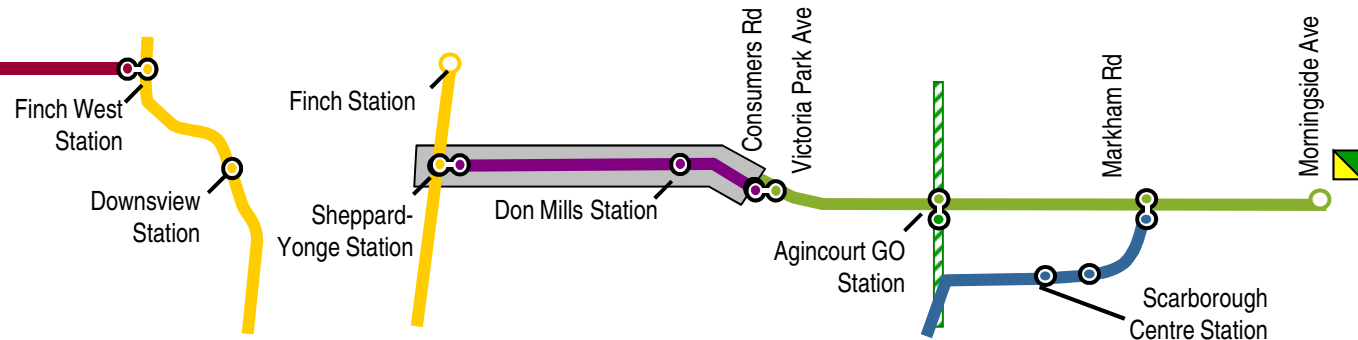 Finch West
Station
Downsview
Station
Finch Station
Sheppard-
Yonge Station
Don Mills Station
Consumers Rd
Victoria Park Ave
Agincourt GO
Station
Markham Rd
Scarborough
Centre Station
Morningside Ave